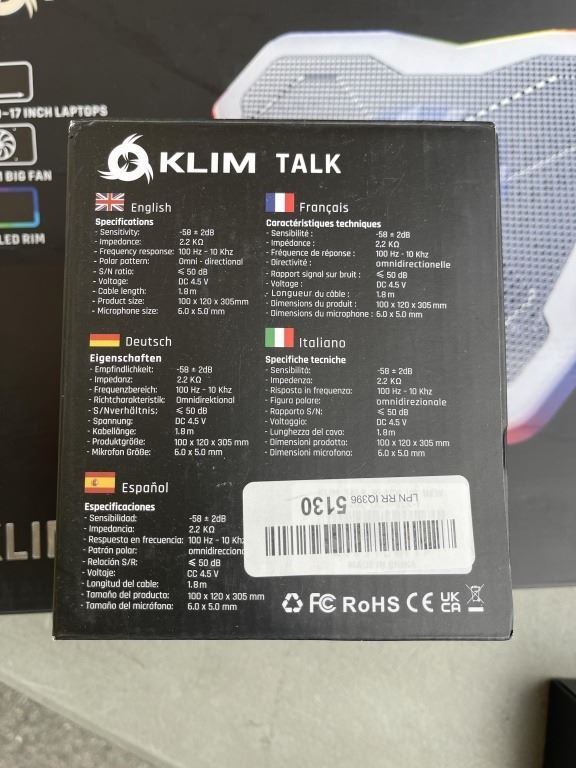 -17 INCH LAPTOPS
BIG FAN
LED RIM
KLIM TALK
English
Specifications
- Sensitivity: -58 ± 2dB
- Impedance: 2.2 KΩ
- Frequency response: 100 Hz - 10 Khz
- Polar pattern: Omni - directional
- S/N ratio: ⩽ 50 dB
- Voltage: DC 4.5 V
- Cable length: 1.8 m
- Product size: 100 x 120 x 305mm
- Microphone size: 6.0 x 5.0 mm
Français
Caractéristiques techniques
- Sensibilité : -58 ± 2dB
- Impédance : 2.2 KΩ
- Fréquence de réponse : 100 Hz - 10 Khz
- Directivité : omnidirectionelle
- Rapport signal sur bruit : ⩽ 50 dB
- Voltage : DC 4.5 V
- Longueur du câble : 1.8 m
- Dimensions du produit : 100 x 120 x 305mm
- Dimensions du microphone : 6.0 x 5.0 mm
Deutsch
Eigenschaften
- Empfindlichkeit: -58 ± 2dB
- Impedanz: 2.2 KΩ
- Frequenzbereich: 100 Hz - 10 Khz
- Richtcharakteristik: Omnidirektional
- S/Nverhältnis: ⩽ 50 dB
- Spannung: DC 4.5 V
- Kabellänge: 1.8 m
- Produktgröße: 100 x 120 x 305 mm
- Mikrofon Größe: 6.0 x 5.0 mm
Italiano
Specifiche tecniche
- Sensibilità: -58 ± 2dB
- Impedenza: 2.2 KΩ
- Risposta in frequenza: 100 Hz - 10 Khz
- Figura polare: omnidirezionale
- Rapporto S/N: ⩽ 50 dB
- Voltaggio: DC 4.5 V
- Lunghezza del cavo: 1.8 m
- Dimensioni prodotto: 100 x 120 x 305mm
- Dimensioni microfono: 6.0 x 5.0 mm
Español
Especificaciones
- Sensibilidad: -58 ± 2dB
- Impedancia: 2.2 KΩ
- Respuesta en frecuencia: 100 Hz - 10 Khz
- Patrón polar: omnidirecciona
- Relación S/R: ⩽ 50 dB
- Voltaje: CC 4.5 V
- Longitud del cable: 1.8 m
- Tamaño del producto: 100 x 120 x 305 mm
- Tamaño del micrófono: 6.0 x 5.0 mm
LPN RR IQ396
5130
FC RoHS CE UK CA
KLI